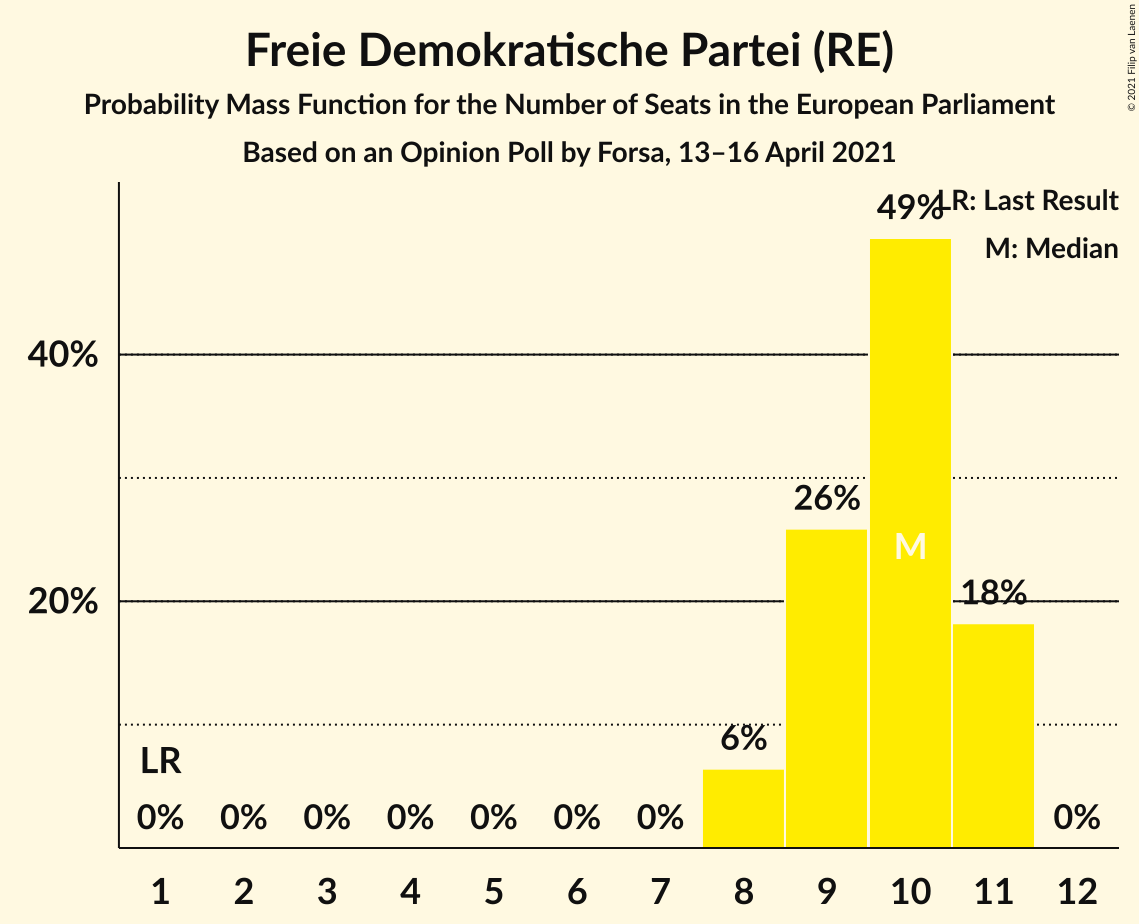 Freie Demokratische Partei (RE)
Probability Mass Function for the Number of Seats in the European Parliament
Based on an Opinion Poll by Forsa, 13–16 April 2021
© 2021 Filip van Laenen
LR: Last Result
M: Median
49%
40%
26%
M
20%
18%
6%
LR
0% 0% 0% 0% 0% 0% 0% 0%
1 2 3 4 5 6 7 8 9 10 11 12